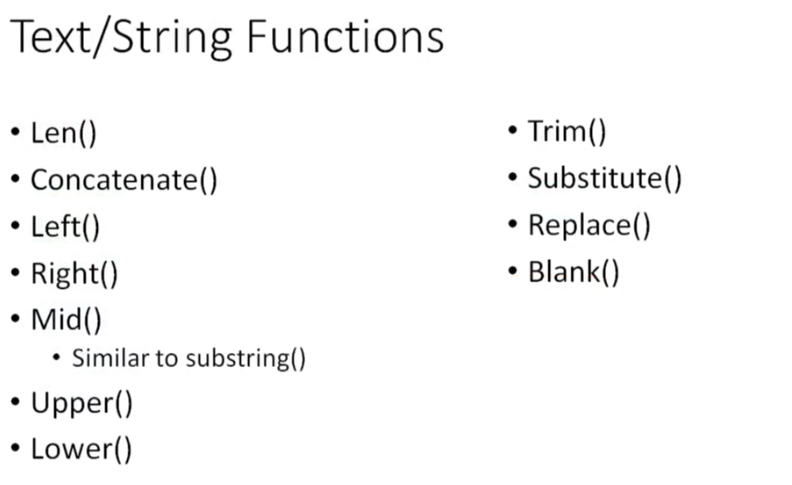 Text/String Functions
• Len()
• Concatenate()
• Left()
• Right()
• Mid()
• Similar to substring()
• Upper()
• Lower()
• Trim()
• Substitute()
• Replace()
• Blank()